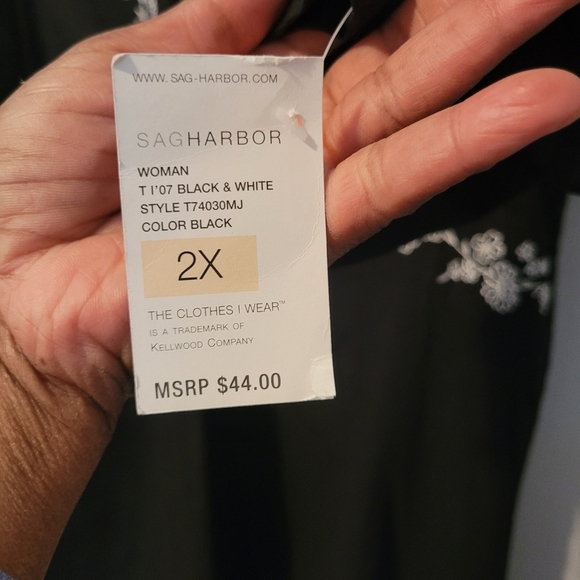 WWW.SAG-HARBOR.COM
SAGHARBOR
WOMAN
T I'07 BLACK & WHITE
STYLE T74030MJ
COLOR BLACK
2X
THE CLOTHES I WEAR™
IS A TRADEMARK OF
KELLWOOD COMPANY
MSRP $44.00